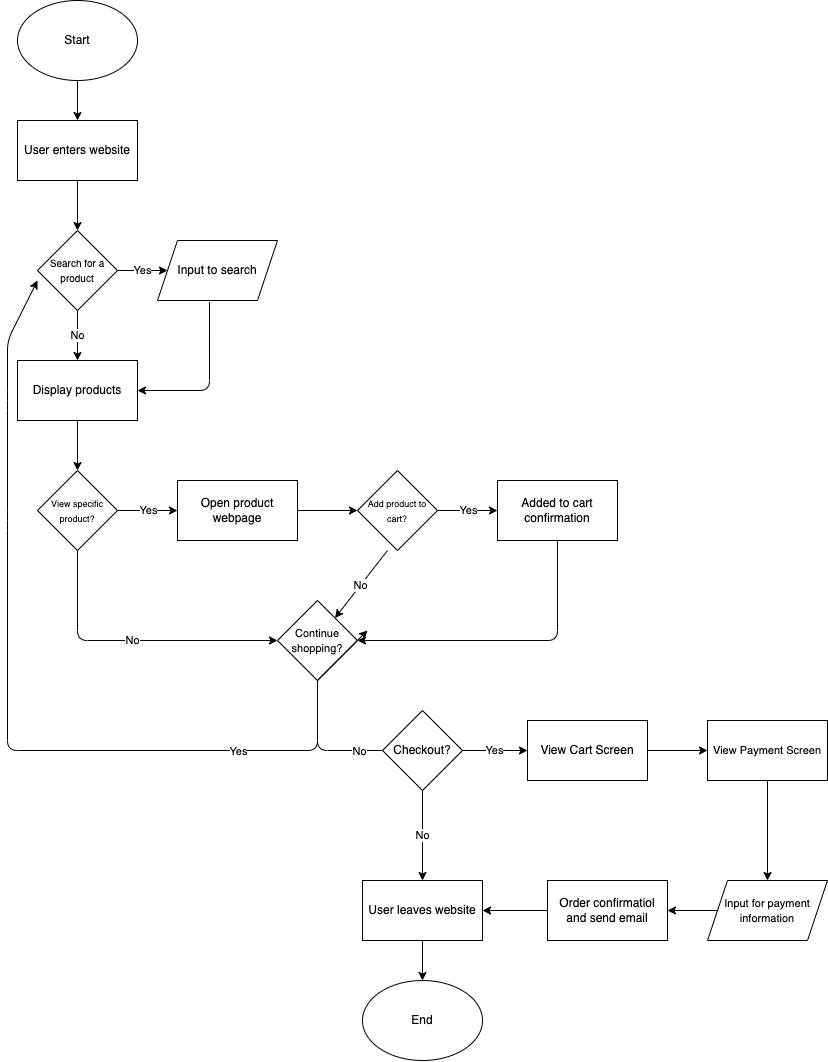 Start
User enters website
Search for a
product
Yes
Input to search
No
Display products
View specific
product?
Yes
Open product
webpage
Add product to
cart?
Yes
Added to cart
confirmation
No
No
Continue
shopping?
Yes
No
Checkout?
Yes
View Cart Screen
View Payment Screen
No
User leaves website
Order confirmatiol
and send email
Input for payment
information
End